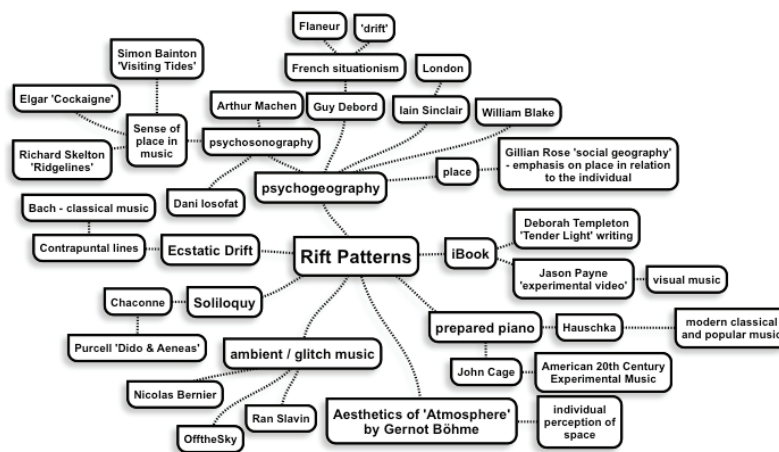 Flaneur
'drift'
Simon Bainton
'Visiting Tides'
French situationism
London
Elgar 'Cockaigne'
Arthur Machen
Guy Debord
Iain Sinclair
William Blake
Sense of
place in
music
psychosonography
Richard Skelton
'Ridgelines'
place
Gillian Rose 'social geography'
- emphasis on place in relation
to the individual
psychogeography
Dani Iosofat
Bach - classical music
Deborah Templeton
'Tender Light' writing
Contrapuntal lines
Ecstatic Drift
Rift Patterns
iBook
Jason Payne
'experimental video'
visual music
Chaconne
Soliloquy
prepared piano
Hauschka
modern classical
and popular music
Purcell 'Dido & Aeneas'
ambient / glitch music
John Cage
American 20th Century
Experimental Music
Nicolas Bernier
Ran Slavin
OfftheSky
Aesthetics of 'Atmosphere'
by Gernot Böhme
individual
perception of
space